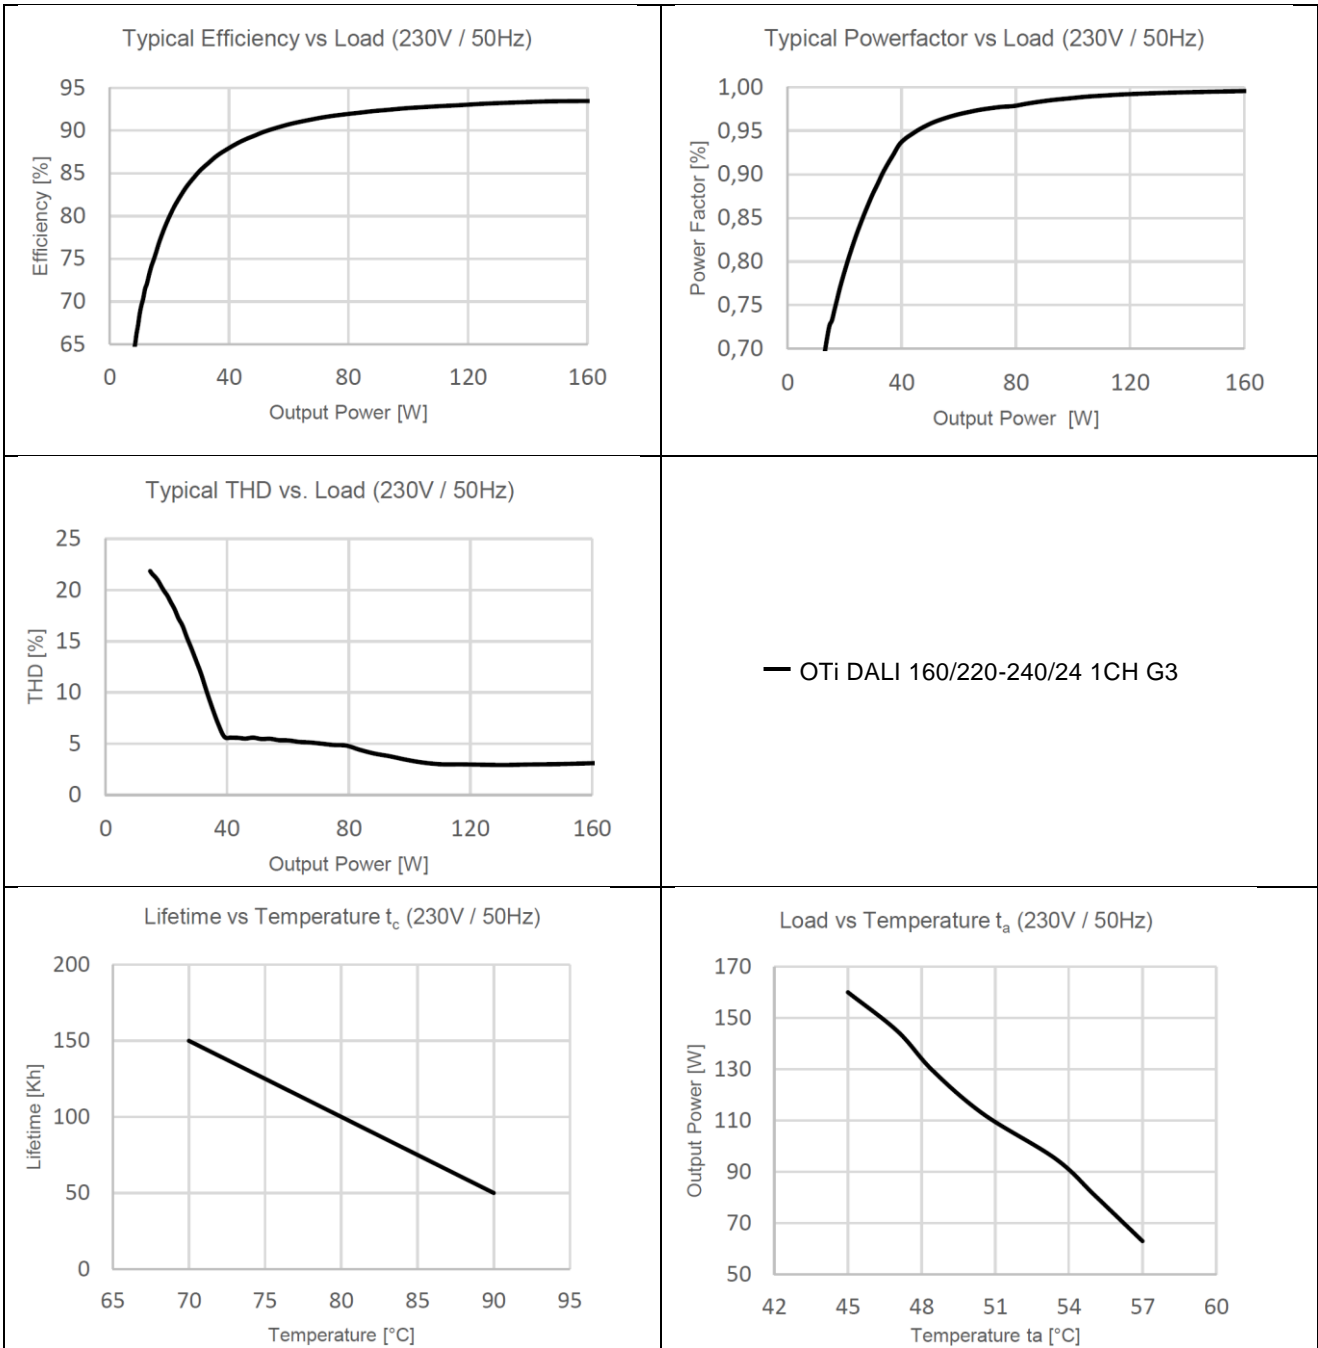 Typical Efficiency vs Load (230V / 50Hz)
95
90
85
80
75
70
65
Efficiency [%]
0 40 80 120 160
Output Power [W]
Typical Powerfactor vs Load (230V / 50Hz)
1,00
0,95
0,90
0,85
0,80
0,75
0,70
Power Factor [%]
0 40 80 120 160
Output Power [W]
Typical THD vs. Load (230V / 50Hz)
25
20
15
10
5
0
THD [%]
0 40 80 120 160
Output Power [W]
OTi DALI 160/220-240/24 1CH G3
Lifetime vs Temperature tc (230V / 50Hz)
200
150
100
50
0
Lifetime [Kh]
65 70 75 80 85 90 95
Temperature [°C]
Load vs Temperature ta (230V / 50Hz)
170
150
130
110
90
70
50
Output Power [W]
42 45 48 51 54 57 60
Temperature ta [°C]